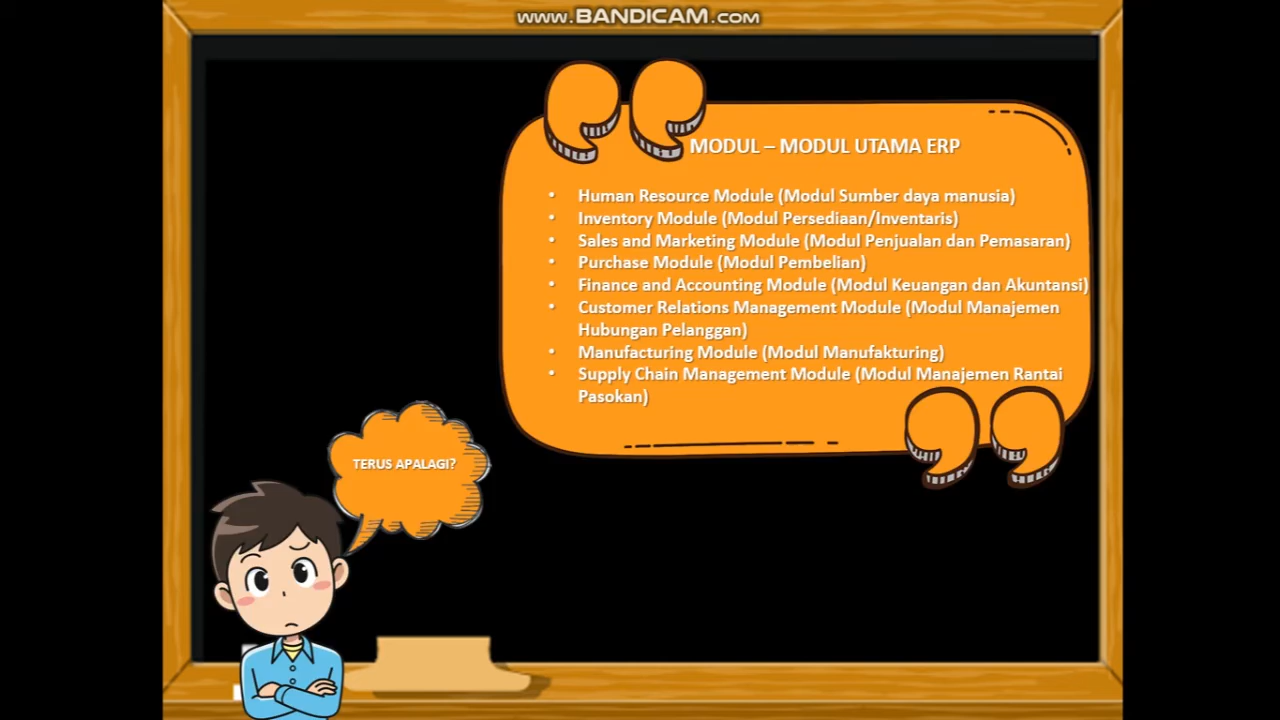 www.BANDICAM.com
MODUL – MODUL UTAMA ERP
• Human Resource Module (Modul Sumber daya manusia)
• Inventory Module (Modul Persediaan/Inventaris)
• Sales and Marketing Module (Modul Penjualan dan Pemasaran)
• Purchase Module (Modul Pembelian)
• Finance and Accounting Module (Modul Keuangan dan Akuntansi)
• Customer Relations Management Module (Modul Manajemen
Hubungan Pelanggan)
• Manufacturing Module (Modul Manufakturing)
• Supply Chain Management Module (Modul Manajemen Rantai
Pasokan)
TERUS APALAGI?